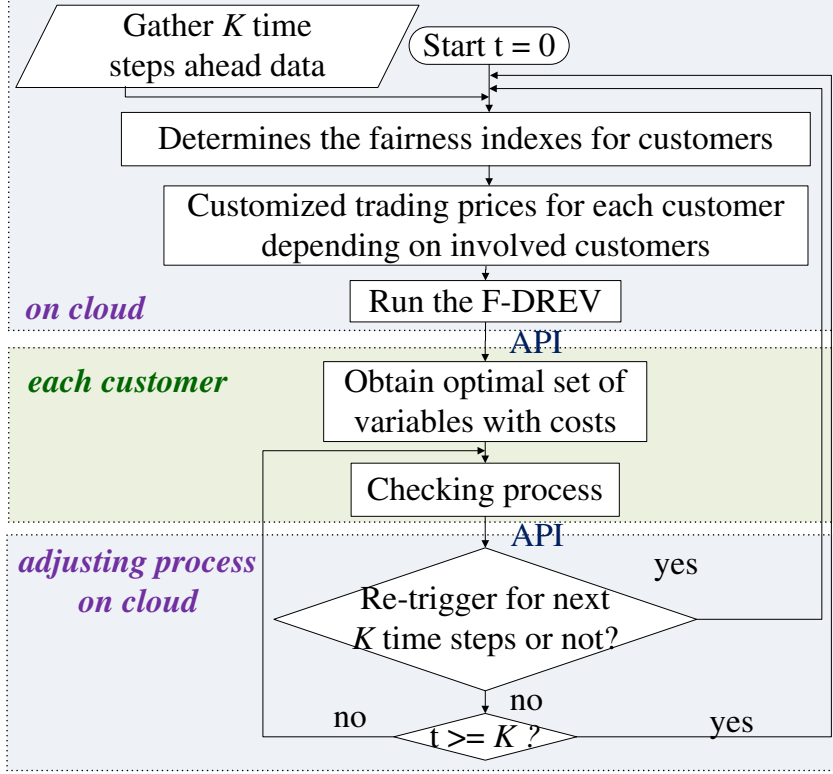 Gather K time
steps ahead data
Start t = 0
Determines the fairness indexes for customers
Customized trading prices for each customer
depending on involved customers
Run the F-DREV
on cloud
API
each customer
Obtain optimal set of
variables with costs
Checking process
API
adjusting process
on cloud
yes
Re-trigger for next
K time steps or not?
no
no
t >= K ?
yes